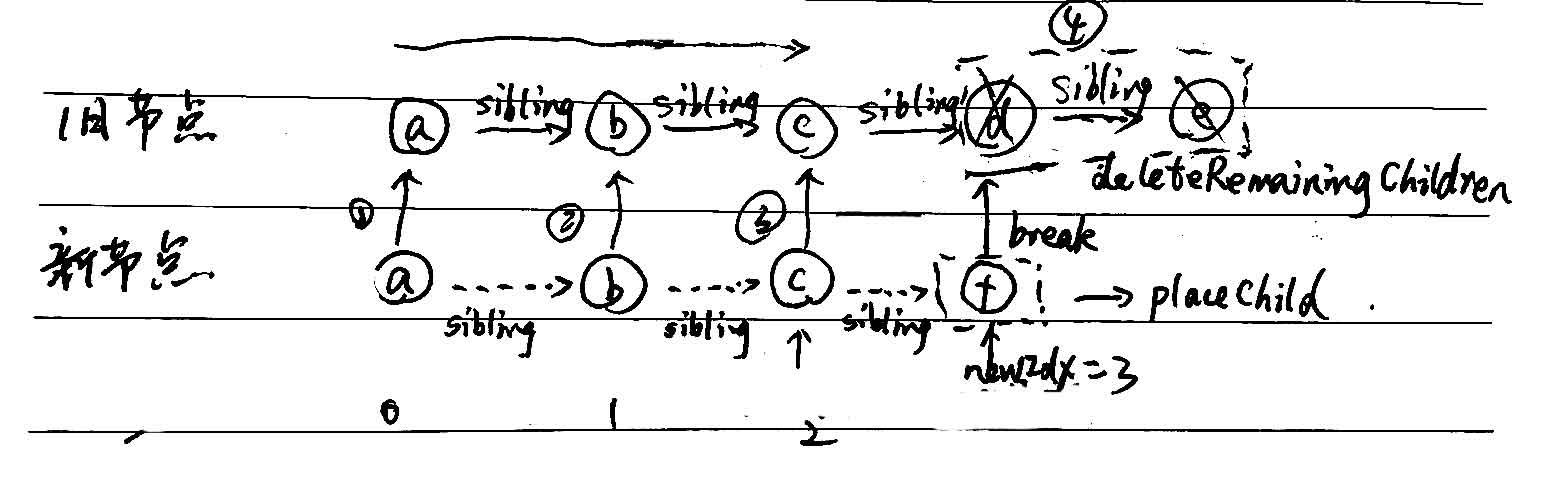 ④
sibling sibling sibling sibling
旧节点 a b c d e
deleteRemainingChildren
① ② ③ break
新节点 a b c f placeChild
sibling sibling sibling
newIdx=3
0 1 2